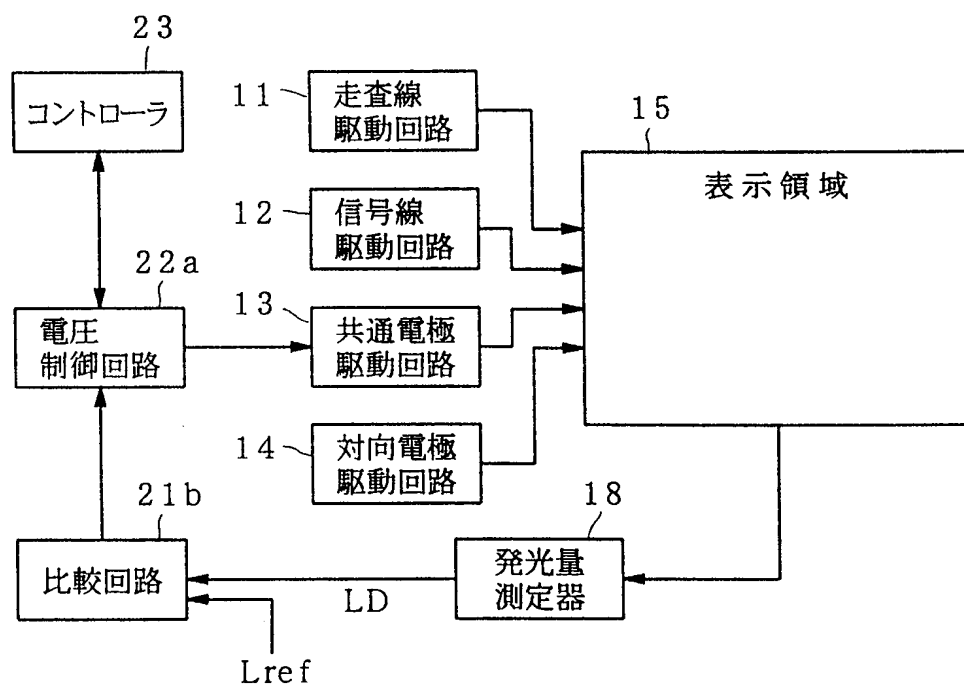 23
コントローラ
11
走査線
駆動回路
15
表示領域
12
信号線
駆動回路
22a
電圧
制御回路
13
共通電極
駆動回路
14
対向電極
駆動回路
21b
比較回路
18
発光量
測定器
LD
Lref